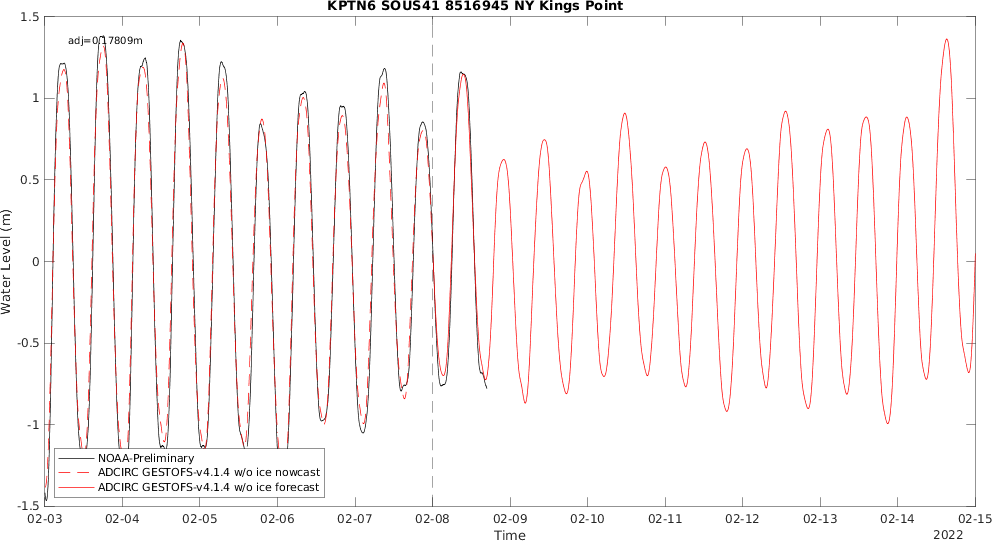 KPTN6 SOUS41 8516945 NY Kings Point
adj=0.17809m
1.5
1
0.5
0
-0.5
-1
-1.5
Water Level (m)
NOAA-Preliminary
ADCIRC GESTOFS-v4.1.4 w/o ice nowcast
ADCIRC GESTOFS-v4.1.4 w/o ice forecast
02-03 02-04 02-05 02-06 02-07 02-08 02-09 02-10 02-11 02-12 02-13 02-14 02-15
Time
2022